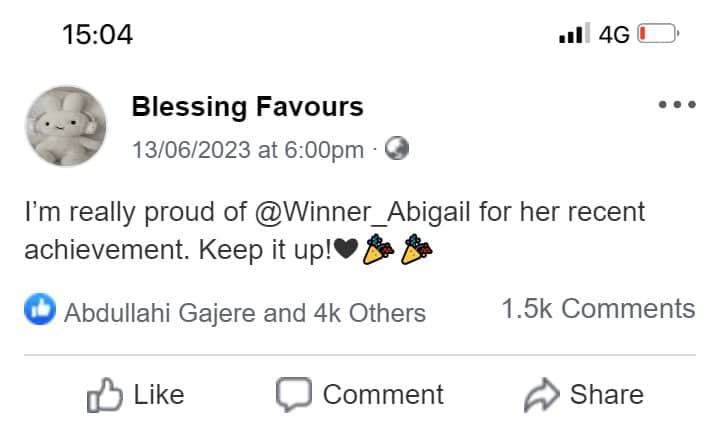 15:04 4G
Blessing Favours
13/06/2023 at 6:00pm ·
I’m really proud of @Winner_Abigail for her recent
achievement. Keep it up!🖤🎉🎉
Abdullahi Gajere and 4k Others 1.5k Comments
Like Comment Share